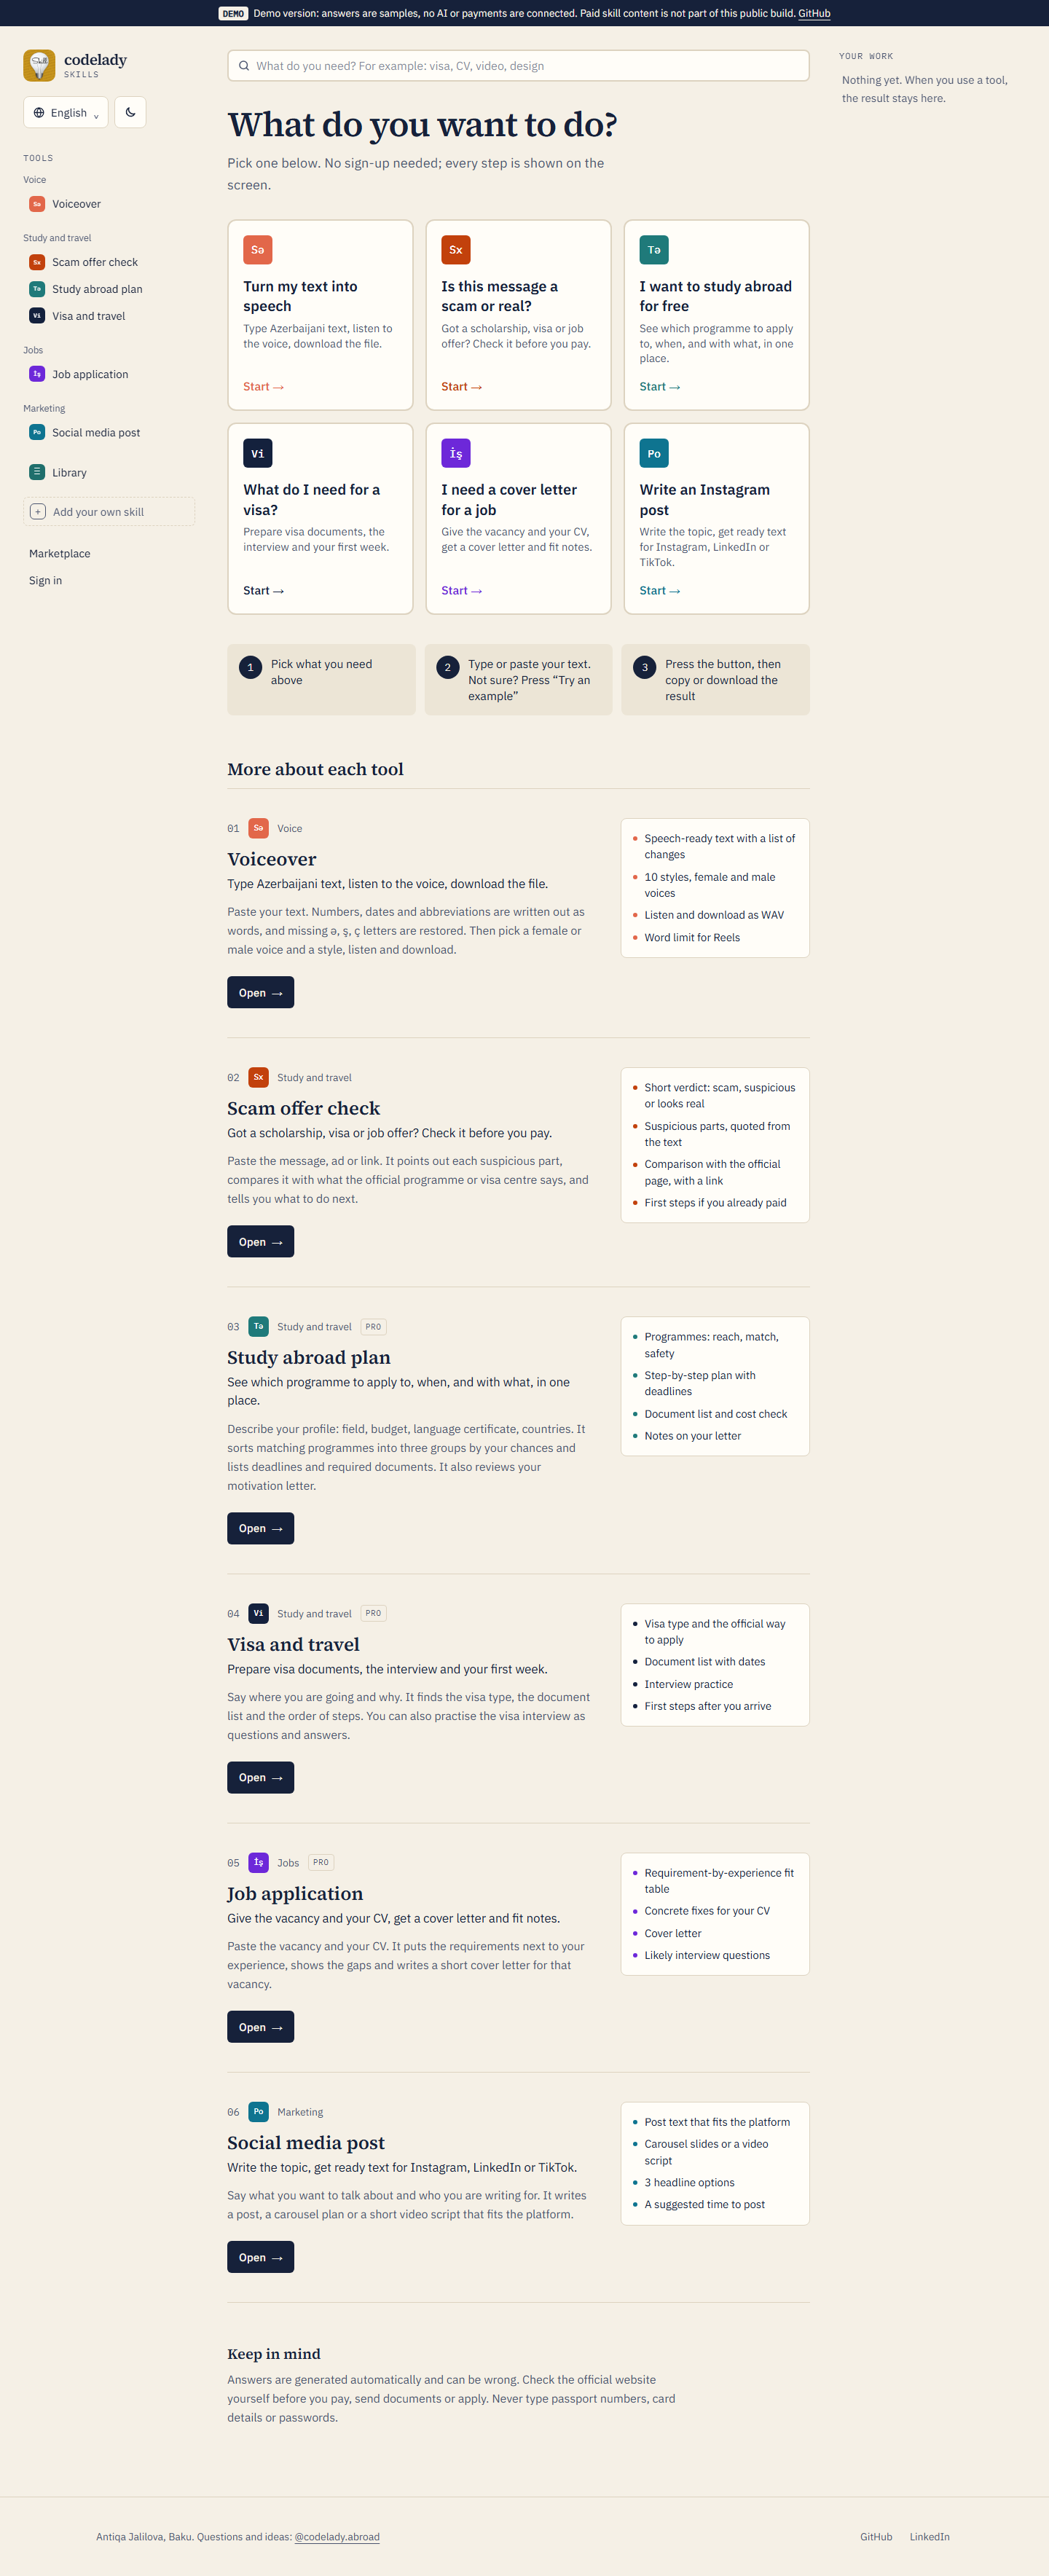 DEMO Demo version: answers are samples, no AI or payments are connected. Paid skill content is not part of this public build. GitHub
codelady
SKILLS
English
TOOLS
Voice
Sə Voiceover
Study and travel
Sx Scam offer check
Tə Study abroad plan
Vi Visa and travel
Jobs
İş Job application
Marketing
Po Social media post
Library
+ Add your own skill
Marketplace
Sign in
What do you need? For example: visa, CV, video, design
What do you want to do?
Pick one below. No sign-up needed; every step is shown on the
screen.
Sə
Turn my text into
speech
Type Azerbaijani text, listen to
the voice, download the file.
Start →
Sx
Is this message a
scam or real?
Got a scholarship, visa or job
offer? Check it before you pay.
Start →
Tə
I want to study abroad
for free
See which programme to apply
to, when, and with what, in one
place.
Start →
Vi
What do I need for a
visa?
Prepare visa documents, the
interview and your first week.
Start →
İş
I need a cover letter
for a job
Give the vacancy and your CV,
get a cover letter and fit notes.
Start →
Po
Write an Instagram
post
Write the topic, get ready text
for Instagram, LinkedIn or
TikTok.
Start →
1 Pick what you need
above
2 Type or paste your text.
Not sure? Press “Try an
example”
3 Press the button, then
copy or download the
result
More about each tool
01 Sə Voice
Voiceover
Type Azerbaijani text, listen to the voice, download the file.
Paste your text. Numbers, dates and abbreviations are written out as
words, and missing ə, ş, ç letters are restored. Then pick a female or
male voice and a style, listen and download.
Open →
Speech-ready text with a list of
changes
10 styles, female and male
voices
Listen and download as WAV
Word limit for Reels
02 Sx Study and travel
Scam offer check
Got a scholarship, visa or job offer? Check it before you pay.
Paste the message, ad or link. It points out each suspicious part,
compares it with what the official programme or visa centre says, and
tells you what to do next.
Open →
Short verdict: scam, suspicious
or looks real
Suspicious parts, quoted from
the text
Comparison with the official
page, with a link
First steps if you already paid
03 Tə Study and travel PRO
Study abroad plan
See which programme to apply to, when, and with what, in one
place.
Describe your profile: field, budget, language certificate, countries. It
sorts matching programmes into three groups by your chances and
lists deadlines and required documents. It also reviews your
motivation letter.
Open →
Programmes: reach, match,
safety
Step-by-step plan with
deadlines
Document list and cost check
Notes on your letter
04 Vi Study and travel PRO
Visa and travel
Prepare visa documents, the interview and your first week.
Say where you are going and why. It finds the visa type, the document
list and the order of steps. You can also practise the visa interview as
questions and answers.
Open →
Visa type and the official way
to apply
Document list with dates
Interview practice
First steps after you arrive
05 İş Jobs PRO
Job application
Give the vacancy and your CV, get a cover letter and fit notes.
Paste the vacancy and your CV. It puts the requirements next to your
experience, shows the gaps and writes a short cover letter for that
vacancy.
Open →
Requirement-by-experience fit
table
Concrete fixes for your CV
Cover letter
Likely interview questions
06 Po Marketing
Social media post
Write the topic, get ready text for Instagram, LinkedIn or TikTok.
Say what you want to talk about and who you are writing for. It writes
a post, a carousel plan or a short video script that fits the platform.
Open →
Post text that fits the platform
Carousel slides or a video
script
3 headline options
A suggested time to post
Keep in mind
Answers are generated automatically and can be wrong. Check the official website
yourself before you pay, send documents or apply. Never type passport numbers, card
details or passwords.
YOUR WORK
Nothing yet. When you use a tool,
the result stays here.
Antiqa Jalilova, Baku. Questions and ideas: @codelady.abroad
GitHub LinkedIn